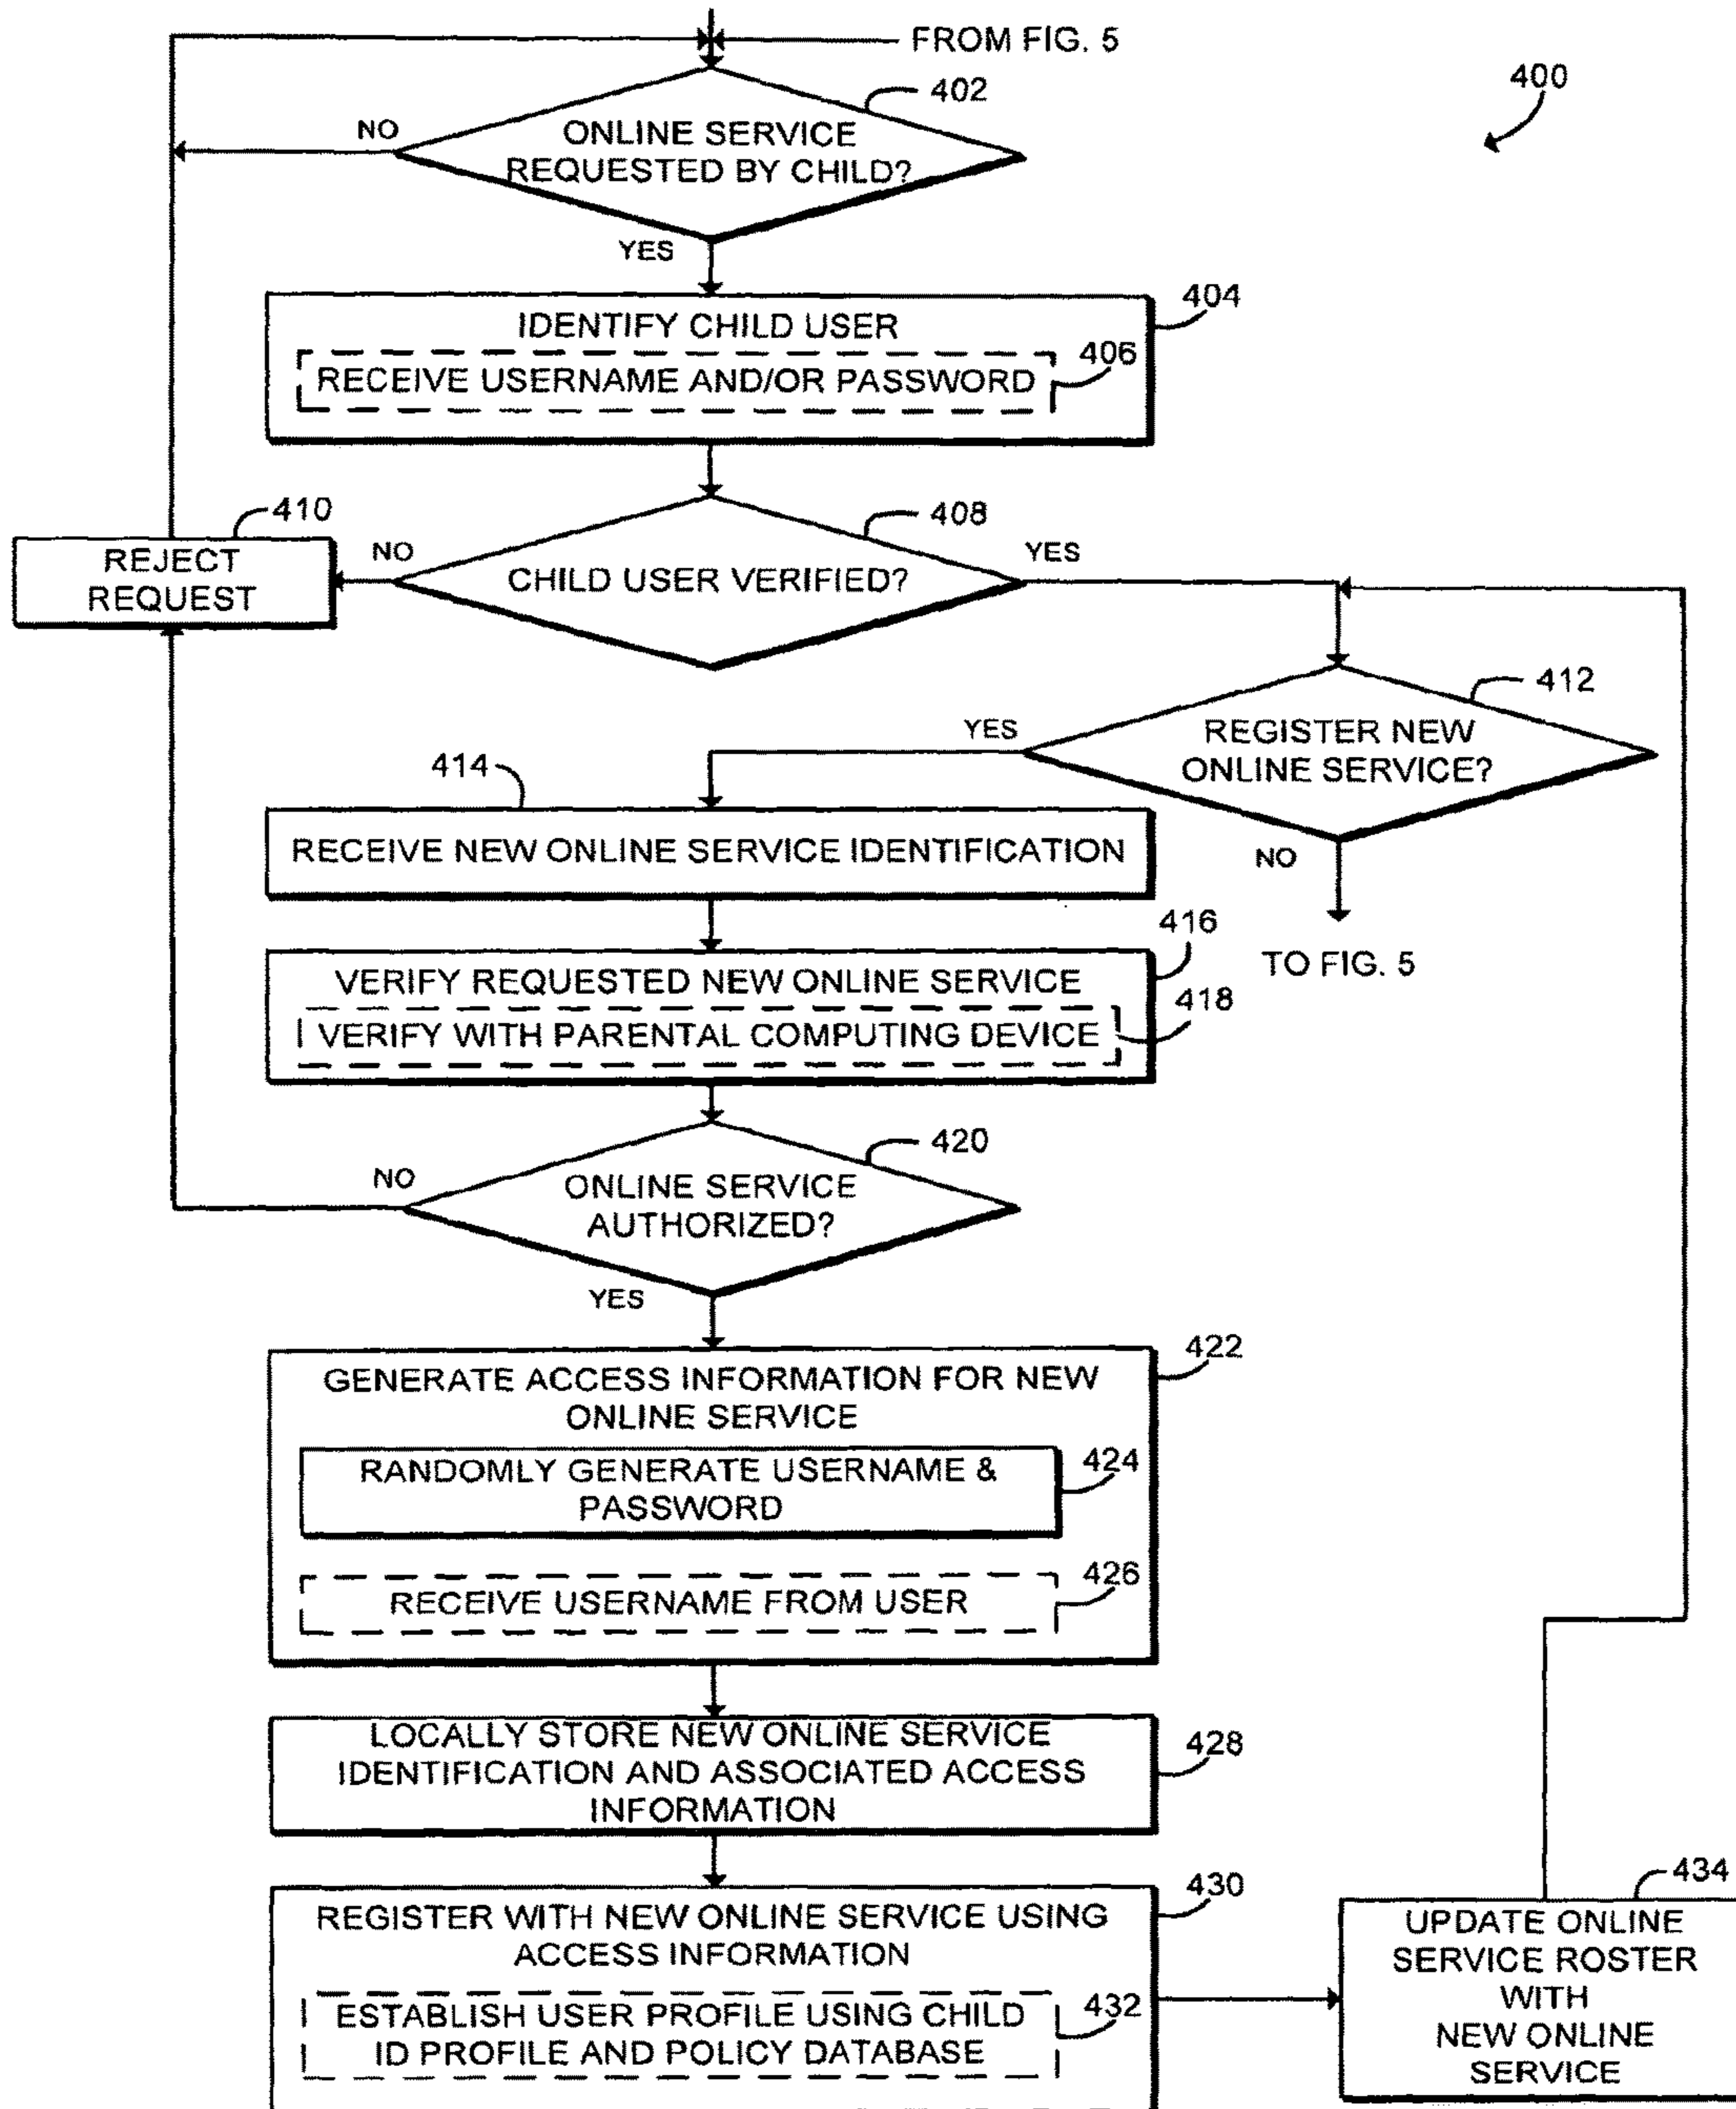 FROM FIG. 5
400
402
ONLINE SERVICE
REQUESTED BY CHILD?
NO
YES
404
IDENTIFY CHILD USER
406
RECEIVE USERNAME AND/OR PASSWORD
410
REJECT
REQUEST
408
NO
YES
CHILD USER VERIFIED?
412
REGISTER NEW
ONLINE SERVICE?
YES
NO
TO FIG. 5
414
RECEIVE NEW ONLINE SERVICE IDENTIFICATION
416
VERIFY REQUESTED NEW ONLINE SERVICE
418
VERIFY WITH PARENTAL COMPUTING DEVICE
420
NO
ONLINE SERVICE
AUTHORIZED?
YES
422
GENERATE ACCESS INFORMATION FOR NEW
ONLINE SERVICE
424
RANDOMLY GENERATE USERNAME &
PASSWORD
426
RECEIVE USERNAME FROM USER
428
LOCALLY STORE NEW ONLINE SERVICE
IDENTIFICATION AND ASSOCIATED ACCESS
INFORMATION
430
REGISTER WITH NEW ONLINE SERVICE USING
ACCESS INFORMATION
432
ESTABLISH USER PROFILE USING CHILD
ID PROFILE AND POLICY DATABASE
434
UPDATE ONLINE
SERVICE ROSTER
WITH
NEW ONLINE
SERVICE